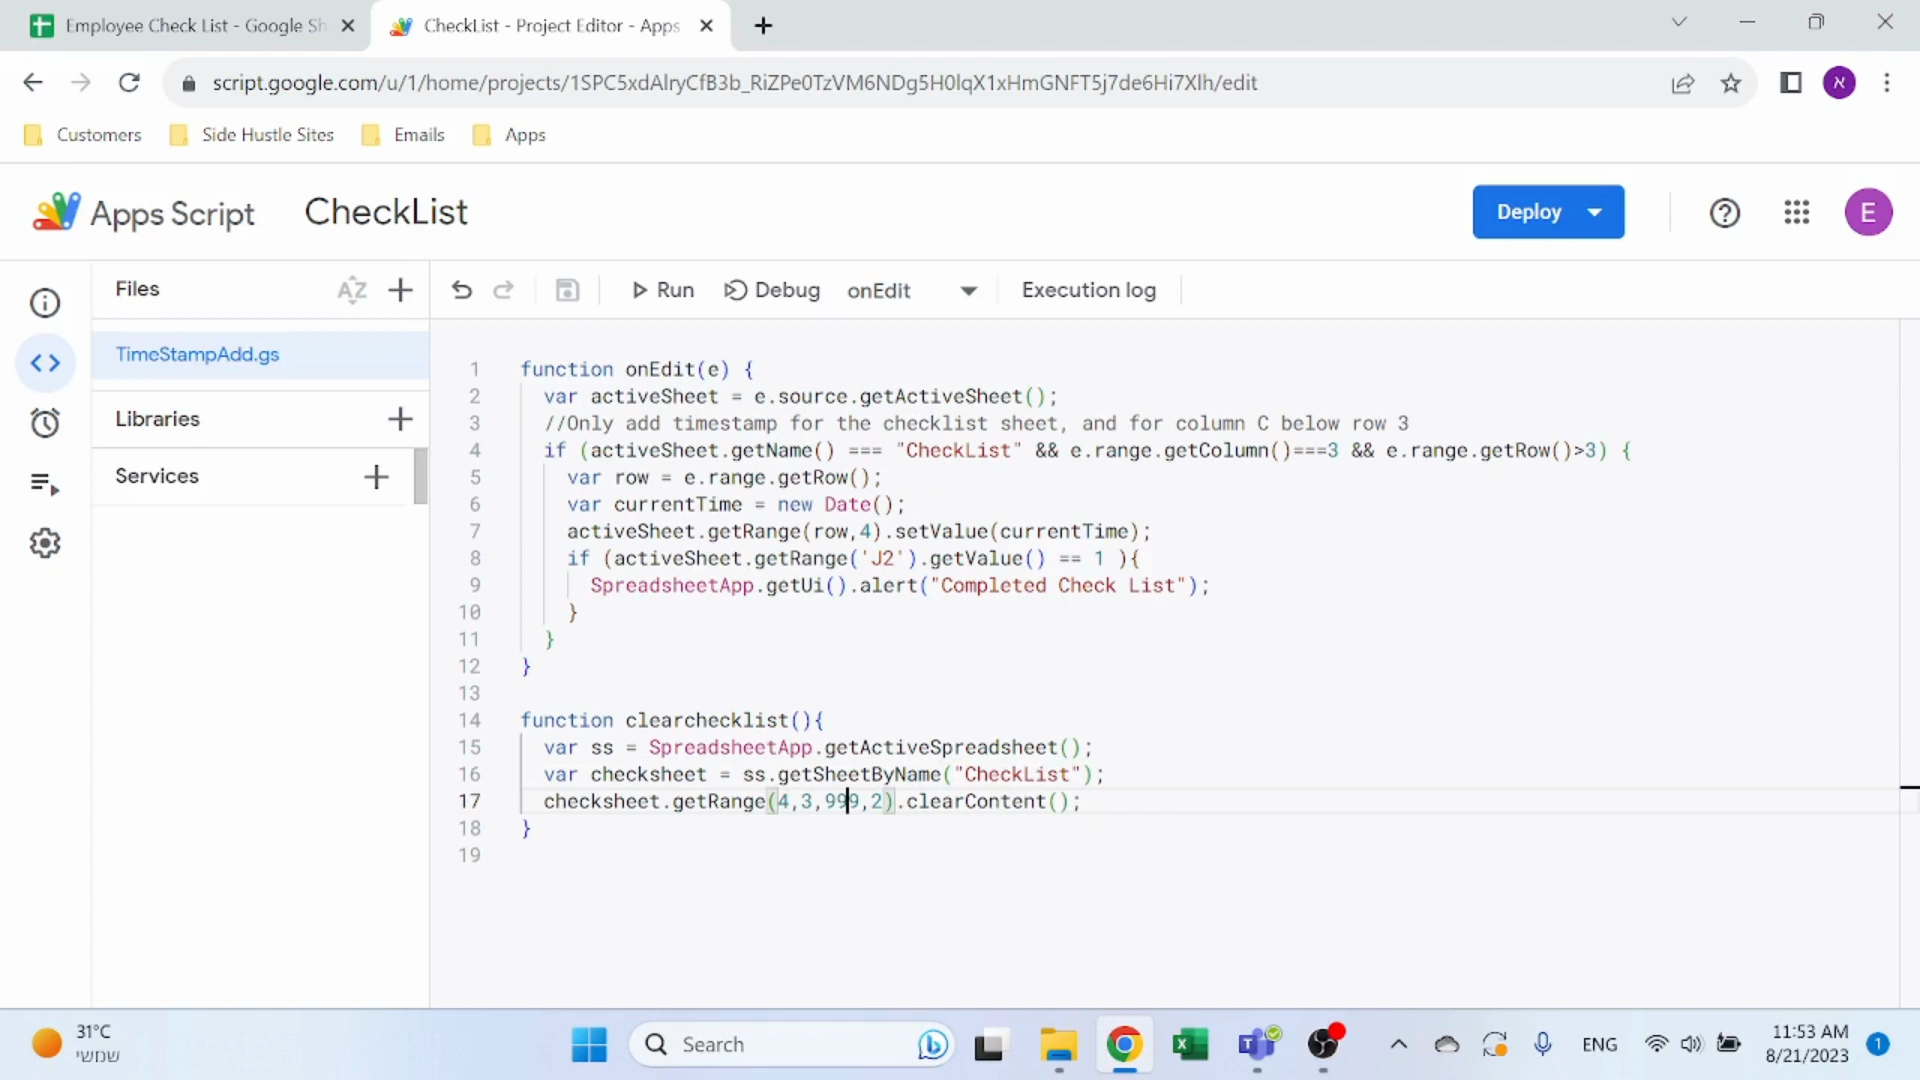 Employee Check List - Google Sh
CheckList - Project Editor - Apps
script.google.com/u/1/home/projects/1SPC5xdAlryCfB3b_RiZPe0TzVM6NDg5H0lqX1xHmGNFT5j7de6Hi7Xlh/edit
א
Customers
Side Hustle Sites
Emails
Apps
Apps Script
CheckList
Deploy
E
Files
AZ
Run
Debug
onEdit
Execution log
TimeStampAdd.gs
Libraries
Services
1 function onEdit(e) {
2 var activeSheet = e.source.getActiveSheet();
3 //Only add timestamp for the checklist sheet, and for column C below row 3
4 if (activeSheet.getName() === "CheckList" && e.range.getColumn()===3 && e.range.getRow()>3) {
5 var row = e.range.getRow();
6 var currentTime = new Date();
7 activeSheet.getRange(row,4).setValue(currentTime);
8 if (activeSheet.getRange('J2').getValue() == 1 ){
9 SpreadsheetApp.getUi().alert("Completed Check List");
10 }
11 }
12 }
13
14 function clearchecklist(){
15 var ss = SpreadsheetApp.getActiveSpreadsheet();
16 var checksheet = ss.getSheetByName("CheckList");
17 checksheet.getRange(4,3,999,2).clearContent();
18 }
19
31°C
שמשי
Search
ENG
11:53 AM
8/21/2023
1